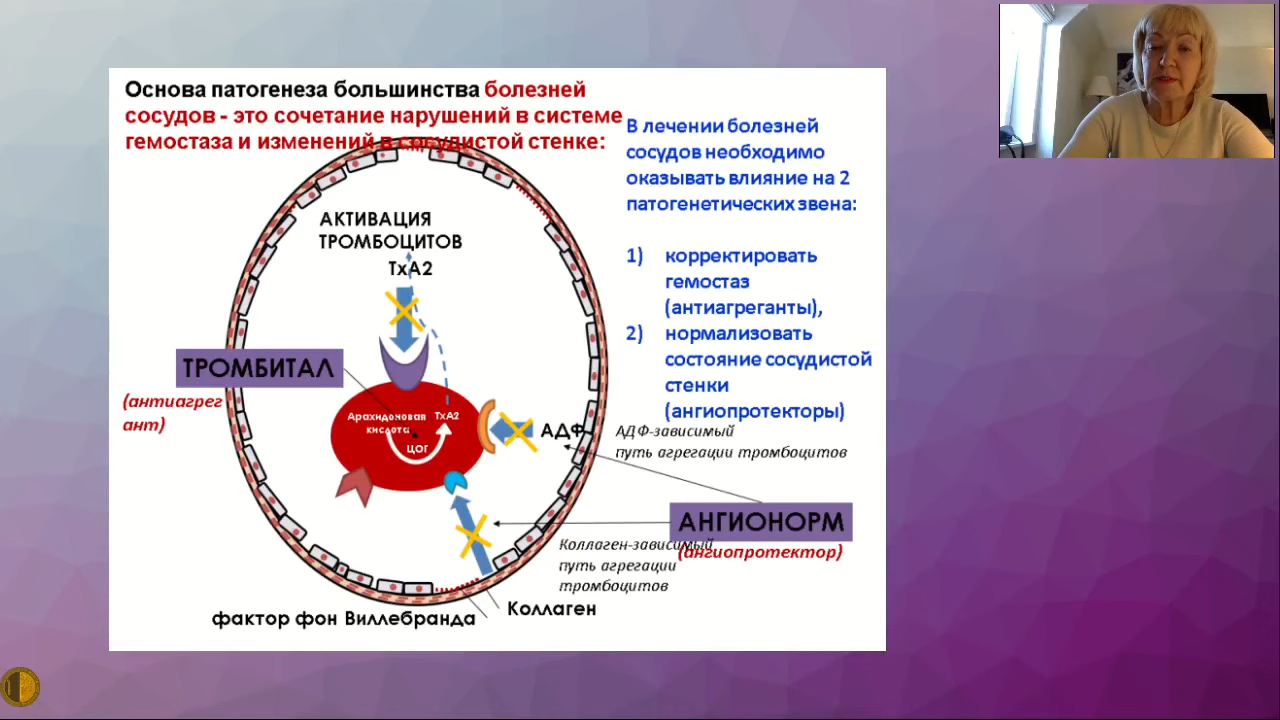 Основа патогенеза большинства болезней
сосудов - это сочетание нарушений в системе
гемостаза и изменений в сосудистой стенке:
В лечении болезней
сосудов необходимо
оказывать влияние на 2
патогенетических звена:
1) корректировать
гемостаз
(антиагреганты),
2) нормализовать
состояние сосудистой
стенки
(ангиопротекторы)
АКТИВАЦИЯ
ТРОМБОЦИТОВ
TxA2
ТРОМБИТАЛ
(антиагрег
ант)
Арахидоновая
кислота
TxA2
ЦОГ
АДФ
АДФ-зависимый
путь агрегации тромбоцитов
АНГИОНОРМ
(ангиопротектор)
Коллаген-зависимый
путь агрегации
тромбоцитов
Коллаген
фактор фон Виллебранда